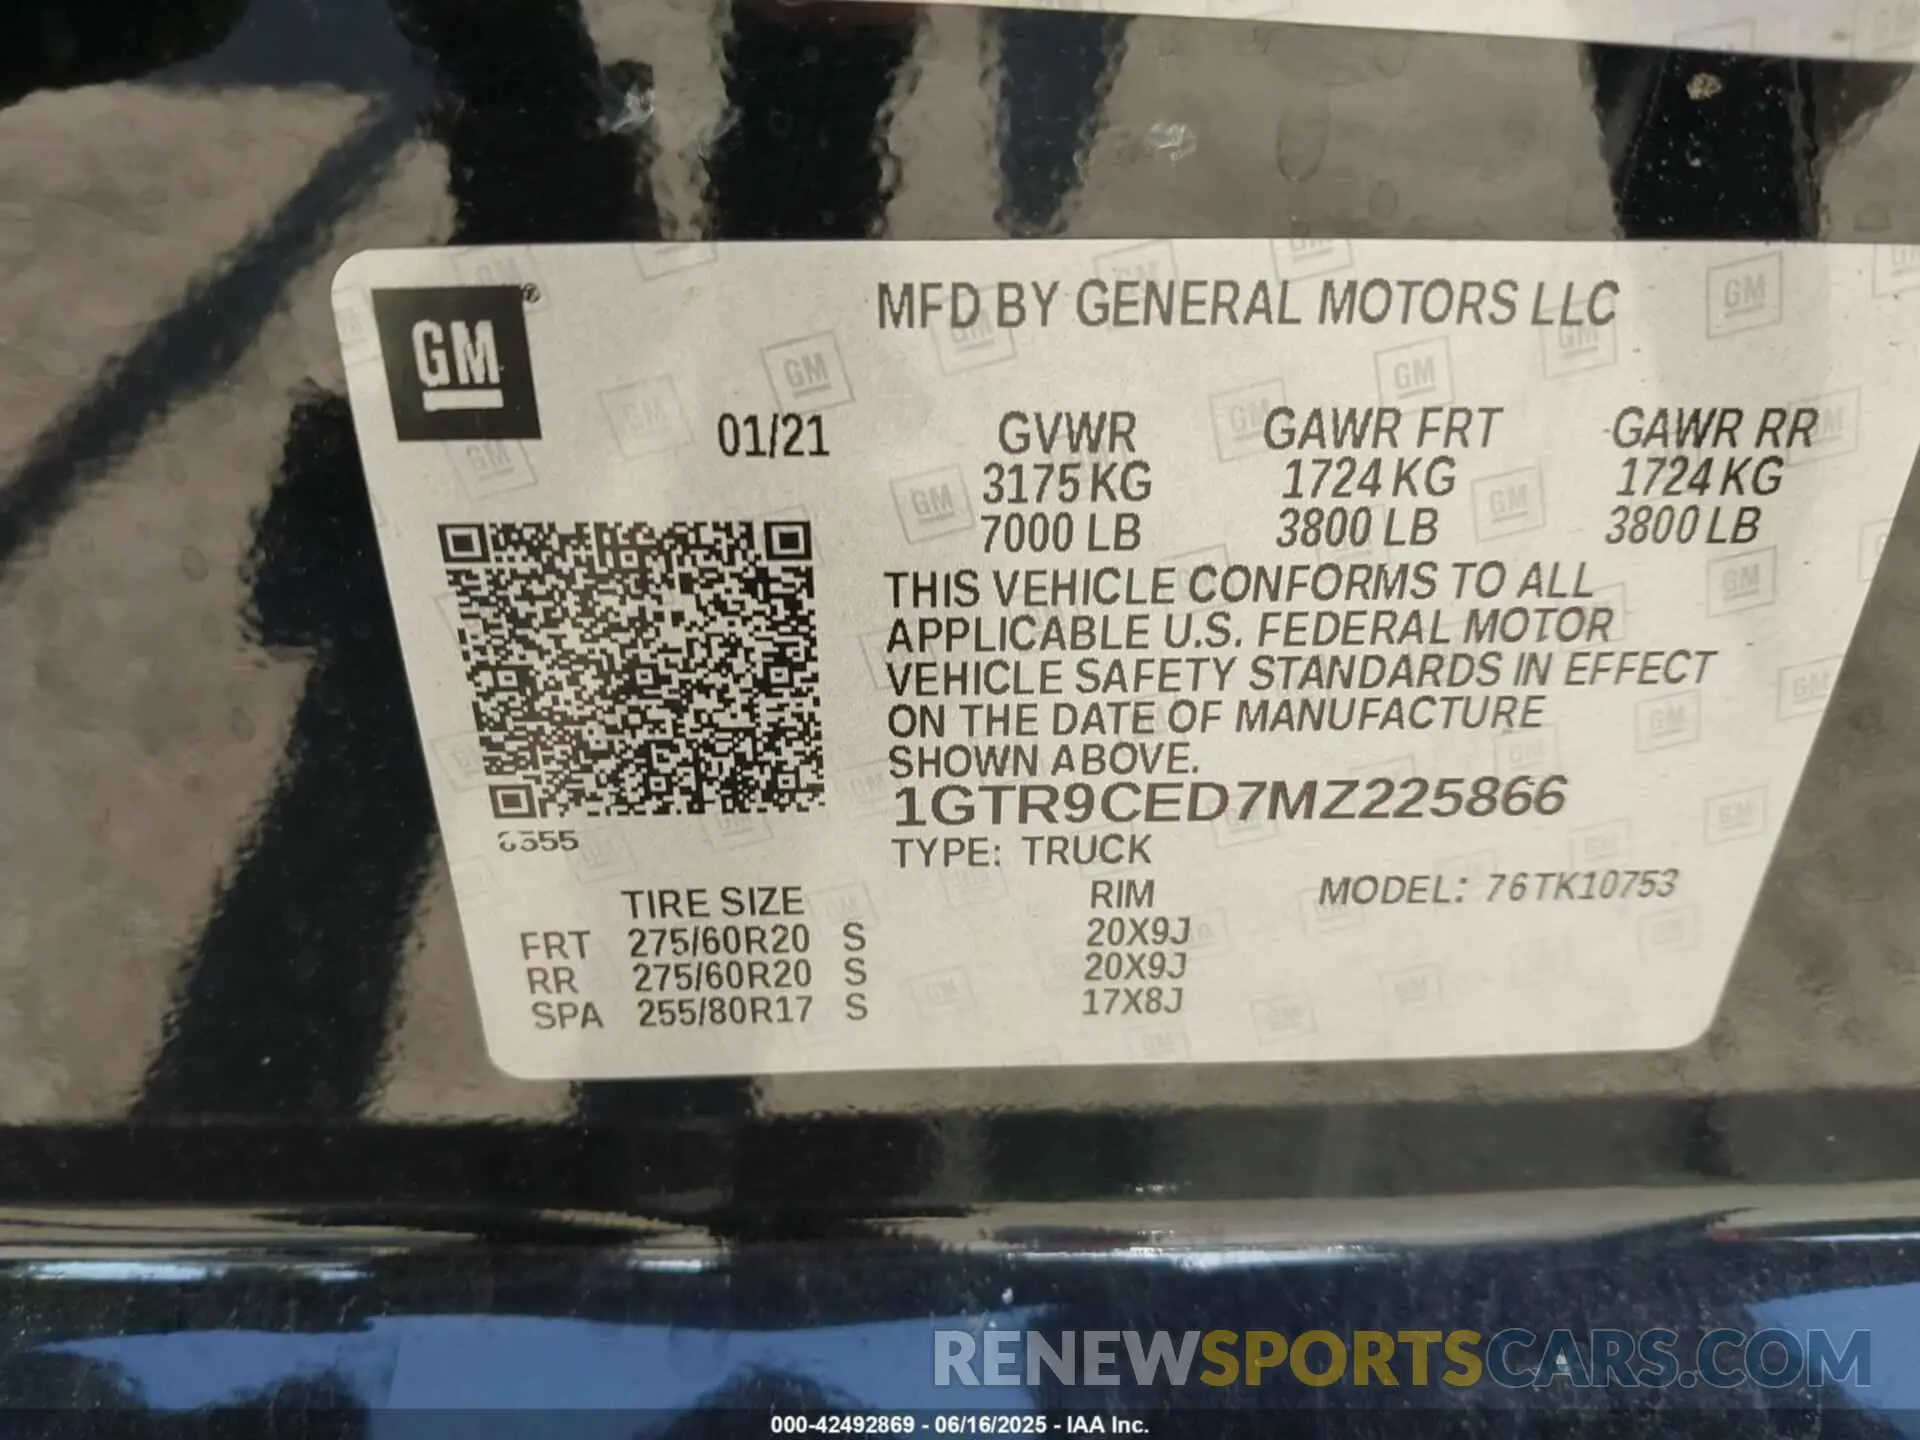 GM®
MFD BY GENERAL MOTORS LLC
01/21
GVWR GAWR FRT GAWR RR
3175 KG 1724 KG 1724 KG
7000 LB 3800 LB 3800 LB
THIS VEHICLE CONFORMS TO ALL
APPLICABLE U.S. FEDERAL MOTOR
VEHICLE SAFETY STANDARDS IN EFFECT
ON THE DATE OF MANUFACTURE
SHOWN ABOVE.
1GTR9CED7MZ225866
TYPE: TRUCK
TIRE SIZE RIM MODEL: 76TK10753
FRT 275/60R20 S 20X9J
RR 275/60R20 S 20X9J
SPA 255/80R17 S 17X8J
RENEWSPORTSCARS.COM
000-42492869 - 06/16/2025 - IAA Inc.